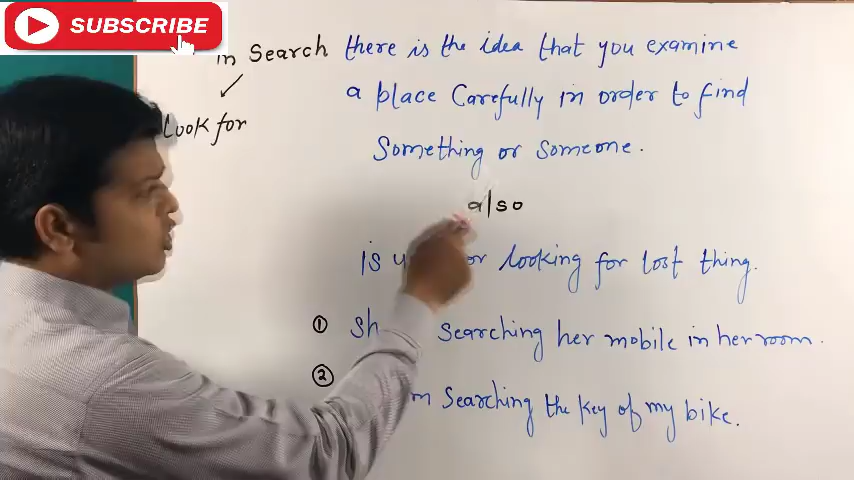 SUBSCRIBE
in Search there is the idea that you examine
Look for
a place Carefully in order to find
Something or Someone.
also
is looking for lost thing.
① Searching her mobile in her room.
② Searching the key of my bike.